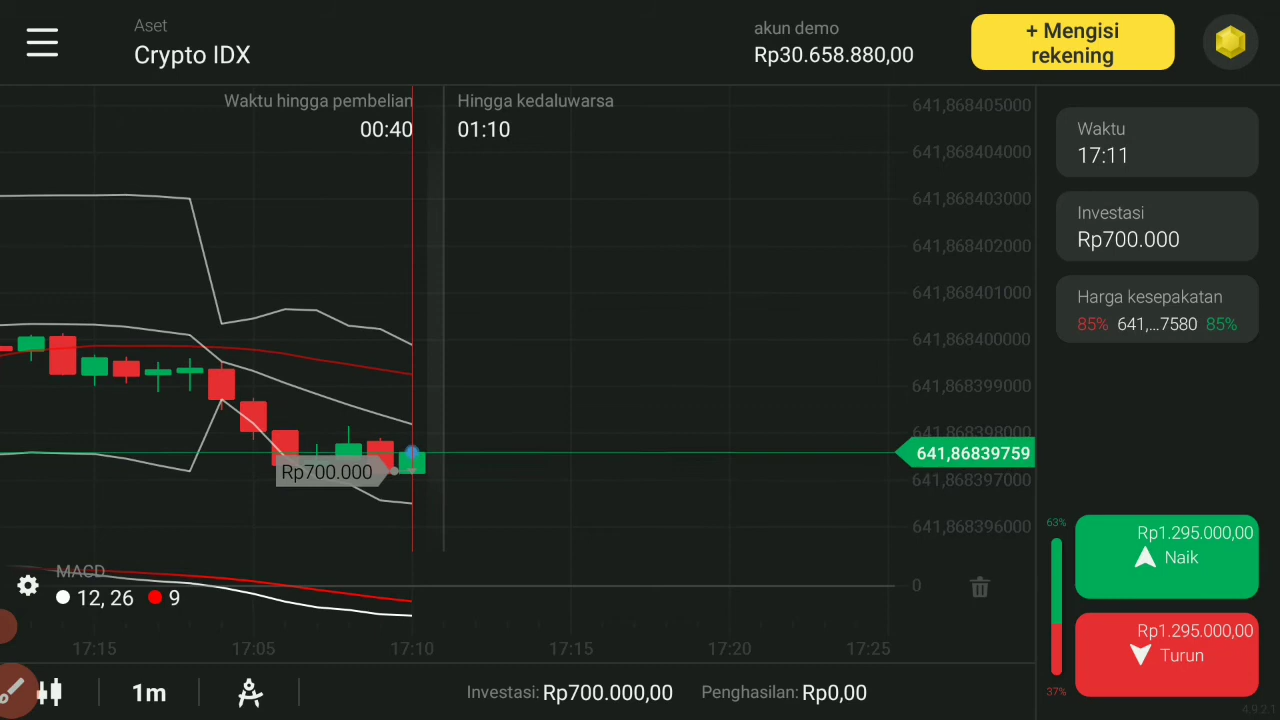 Aset
Crypto IDX
akun demo
Rp30.658.880,00
+ Mengisi
rekening
Waktu hingga pembelian
00:40
Hingga kedaluwarsa
01:10
641,868405000
641,868404000
641,868403000
641,868402000
641,868401000
641,868400000
641,868399000
641,868398000
641,86839759
641,868397000
641,868396000
Rp700.000
Waktu
17:11
Investasi
Rp700.000
Harga kesepakatan
85% 641,...7580 85%
63%
Rp1.295.000,00
Naik
Rp1.295.000,00
Turun
37%
MACD
12, 26 9
0
17:15 17:05 17:10 17:15 17:20 17:25
1m
Investasi: Rp700.000,00 Penghasilan: Rp0,00